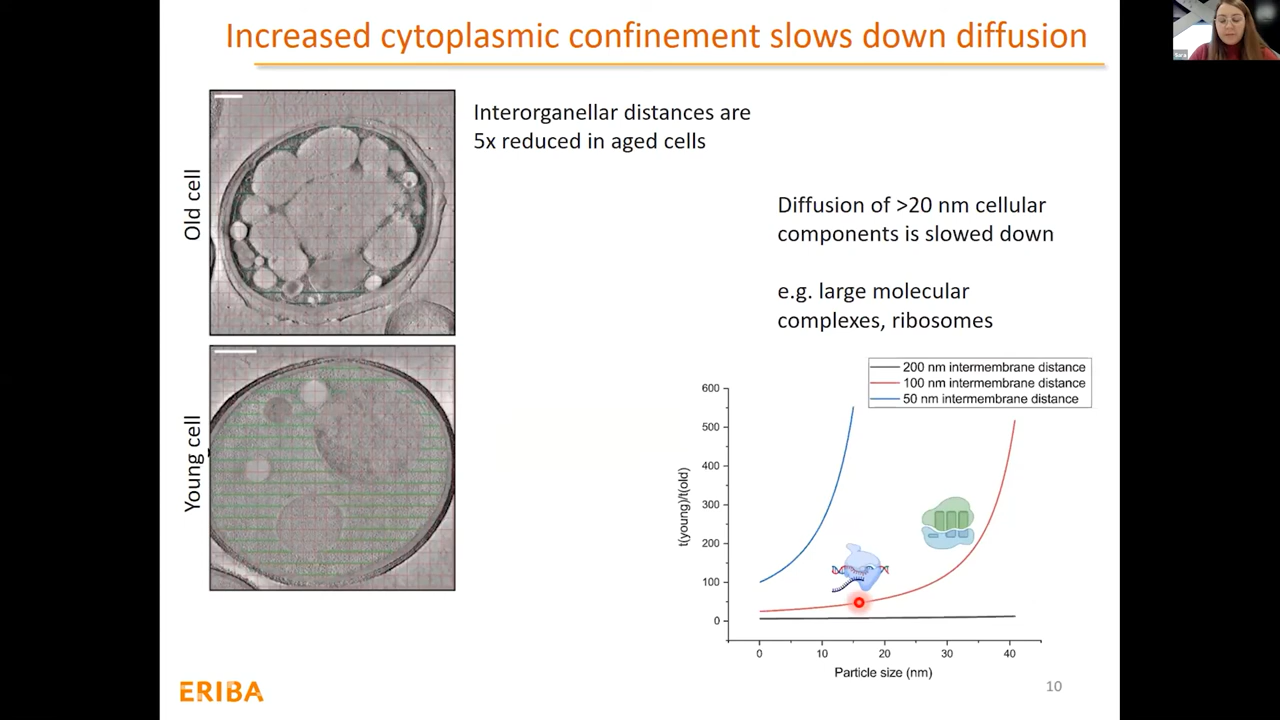 Increased cytoplasmic confinement slows down diffusion
Old cell
Interorganellar distances are
5x reduced in aged cells
Diffusion of >20 nm cellular
components is slowed down
e.g. large molecular
complexes, ribosomes
Young cell
200 nm intermembrane distance
100 nm intermembrane distance
50 nm intermembrane distance
t(young)/t(old)
600
500
400
300
200
100
0
0 10 20 30 40
Particle size (nm)
ERIBA
10
Sara